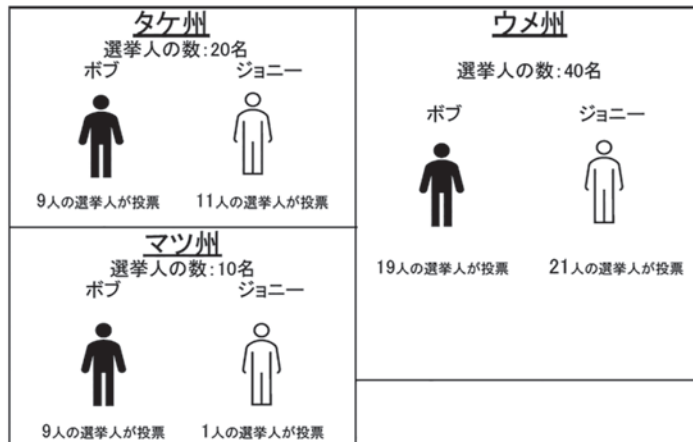 タケ州
選挙人の数:20名
ボブ ジョニー
9人の選挙人が投票 11人の選挙人が投票
マツ州
選挙人の数:10名
ボブ ジョニー
9人の選挙人が投票 1人の選挙人が投票
ウメ州
選挙人の数:40名
ボブ ジョニー
19人の選挙人が投票 21人の選挙人が投票